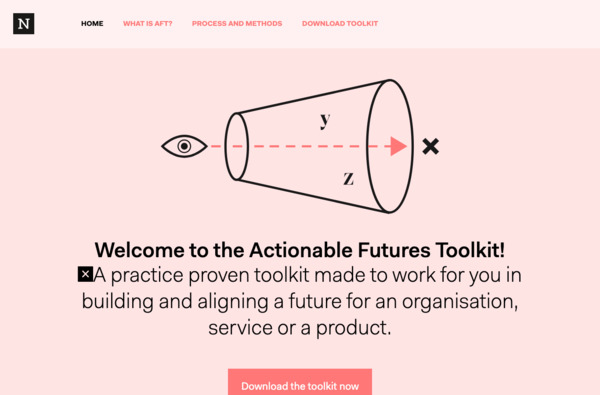 N
HOME WHAT IS AFT? PROCESS AND METHODS DOWNLOAD TOOLKIT
y
z
Welcome to the Actionable Futures Toolkit!
A practice proven toolkit made to work for you in
building and aligning a future for an organisation,
service or a product.
Download the toolkit now